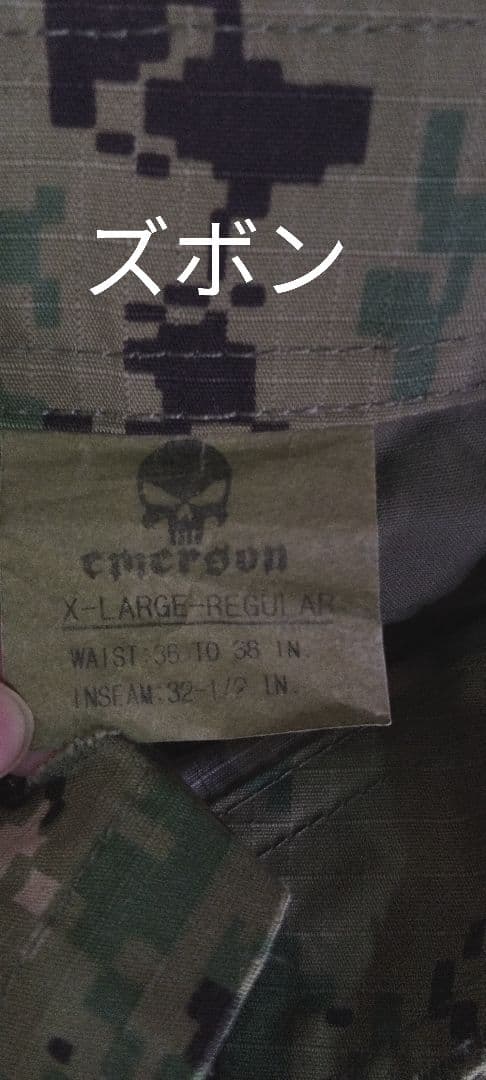 ズボン
emerson
X-LARGE-REGULAR
WAIST:36 TO 38 IN.
INSEAM:32-1/2 IN.